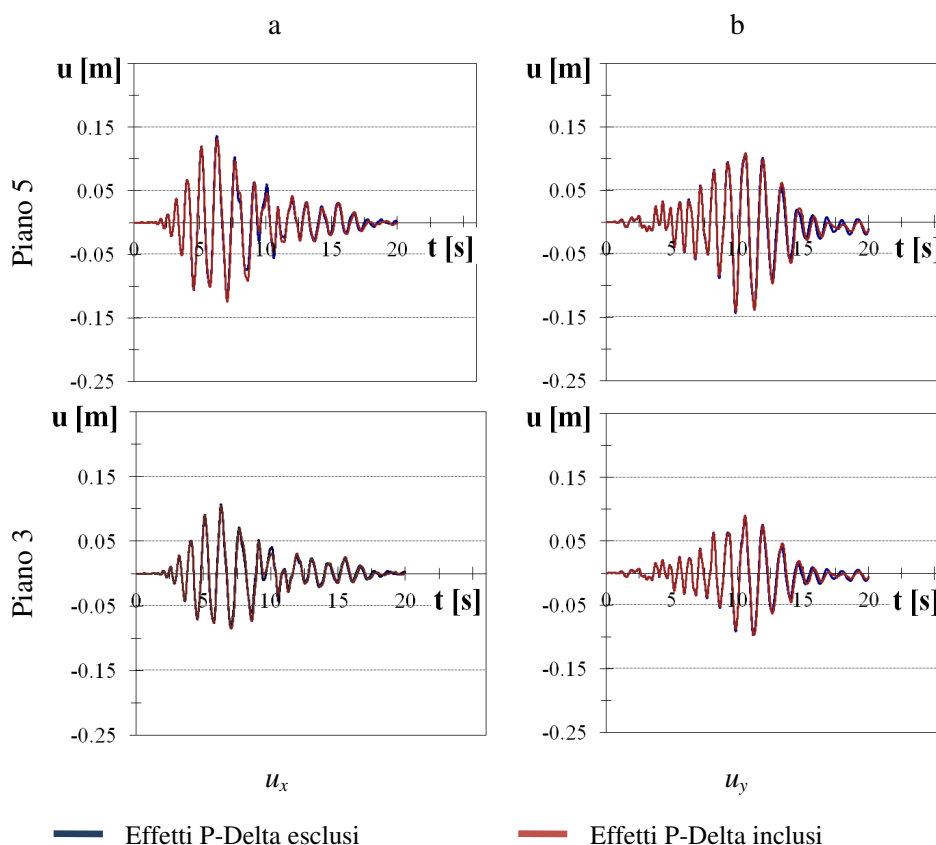 a
b
Piano 5
u [m]
0.15
0.05
-0.05
-0.15
-0.25
0 5 10 15 20
t [s]
u [m]
0.15
0.05
-0.05
-0.15
-0.25
0 5 10 15 20
t [s]
Piano 3
u [m]
0.15
0.05
-0.05
-0.15
-0.25
0 5 10 15 20
t [s]
u [m]
0.15
0.05
-0.05
-0.15
-0.25
0 5 10 15 20
t [s]
ux
uy
Effetti P-Delta esclusi
Effetti P-Delta inclusi